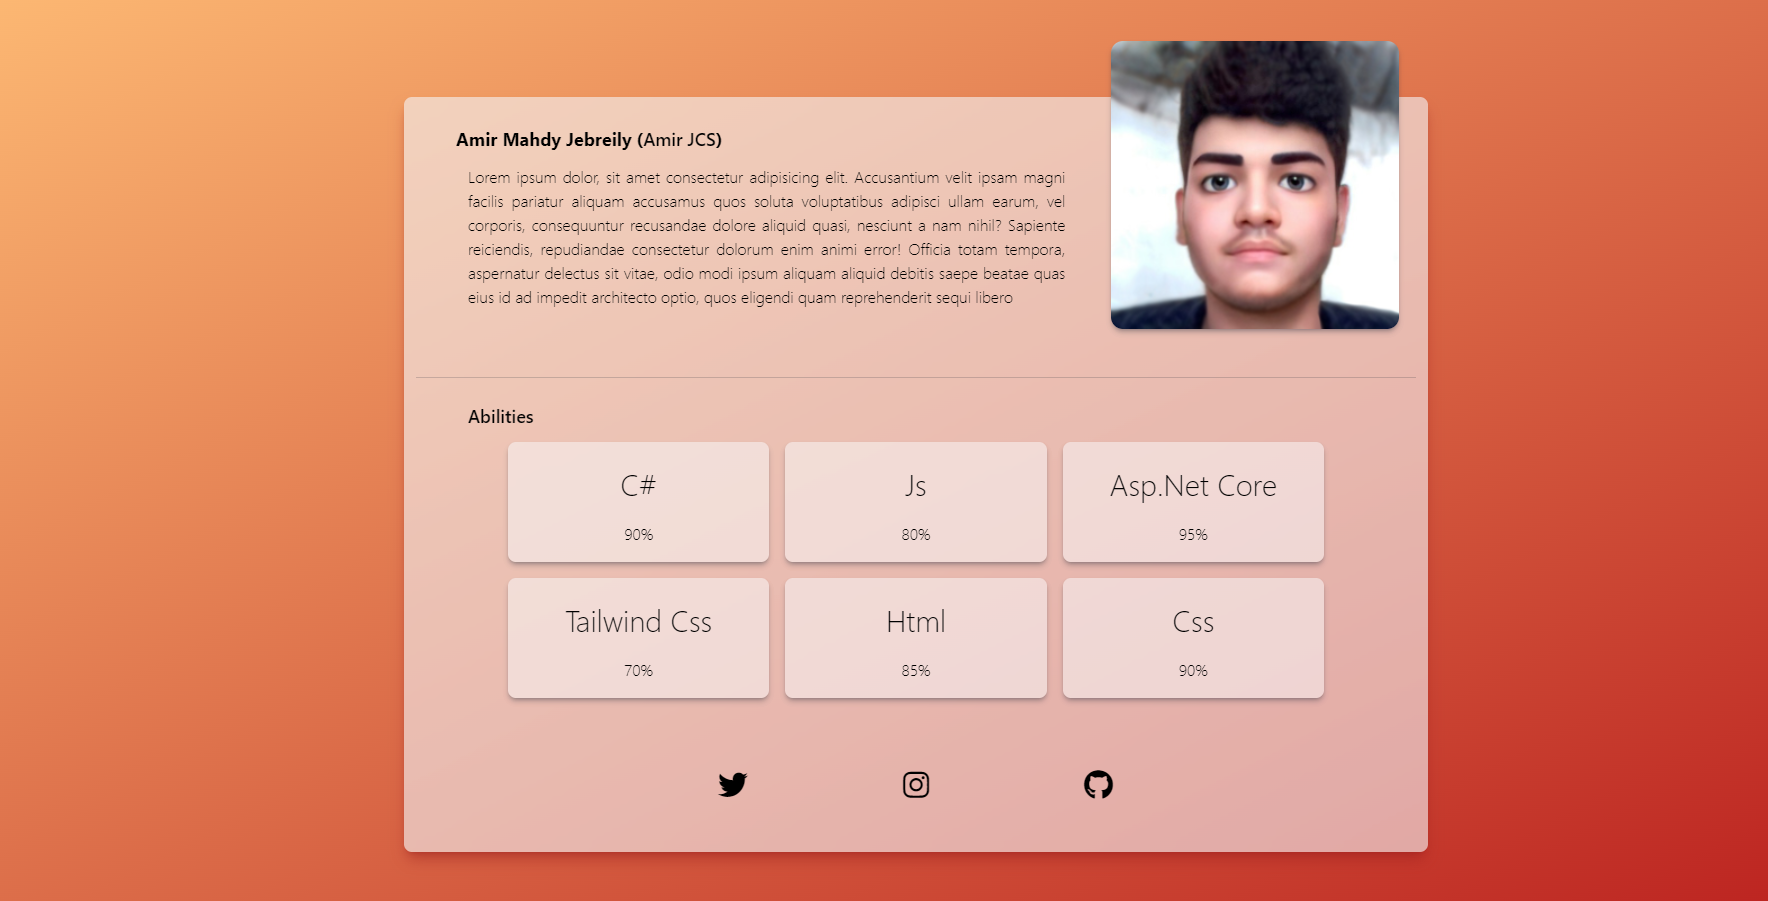 Amir Mahdy Jebreily (Amir JCS)
Lorem ipsum dolor, sit amet consectetur adipisicing elit. Accusantium velit ipsam magni
facilis pariatur aliquam accusamus quos soluta voluptatibus adipisci ullam earum, vel
corporis, consequuntur recusandae dolore aliquid quasi, nesciunt a nam nihil? Sapiente
reiciendis, repudiandae consectetur dolorum enim animi error! Officia totam tempora,
aspernatur delectus sit vitae, odio modi ipsum aliquam aliquid debitis saepe beatae quas
eius id ad impedit architecto optio, quos eligendi quam reprehenderit sequi libero
Abilities
C#
90%
Js
80%
Asp.Net Core
95%
Tailwind Css
70%
Html
85%
Css
90%